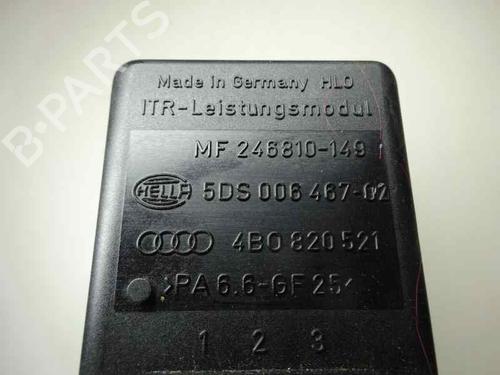 Made in Germany HLO
ITR-Leistungsmodul
MF 246810-149
HELLA 5DS 006 467-02
4B0 820 521
>PA 6.6-GF 25<
1 2 3
B-PARTS